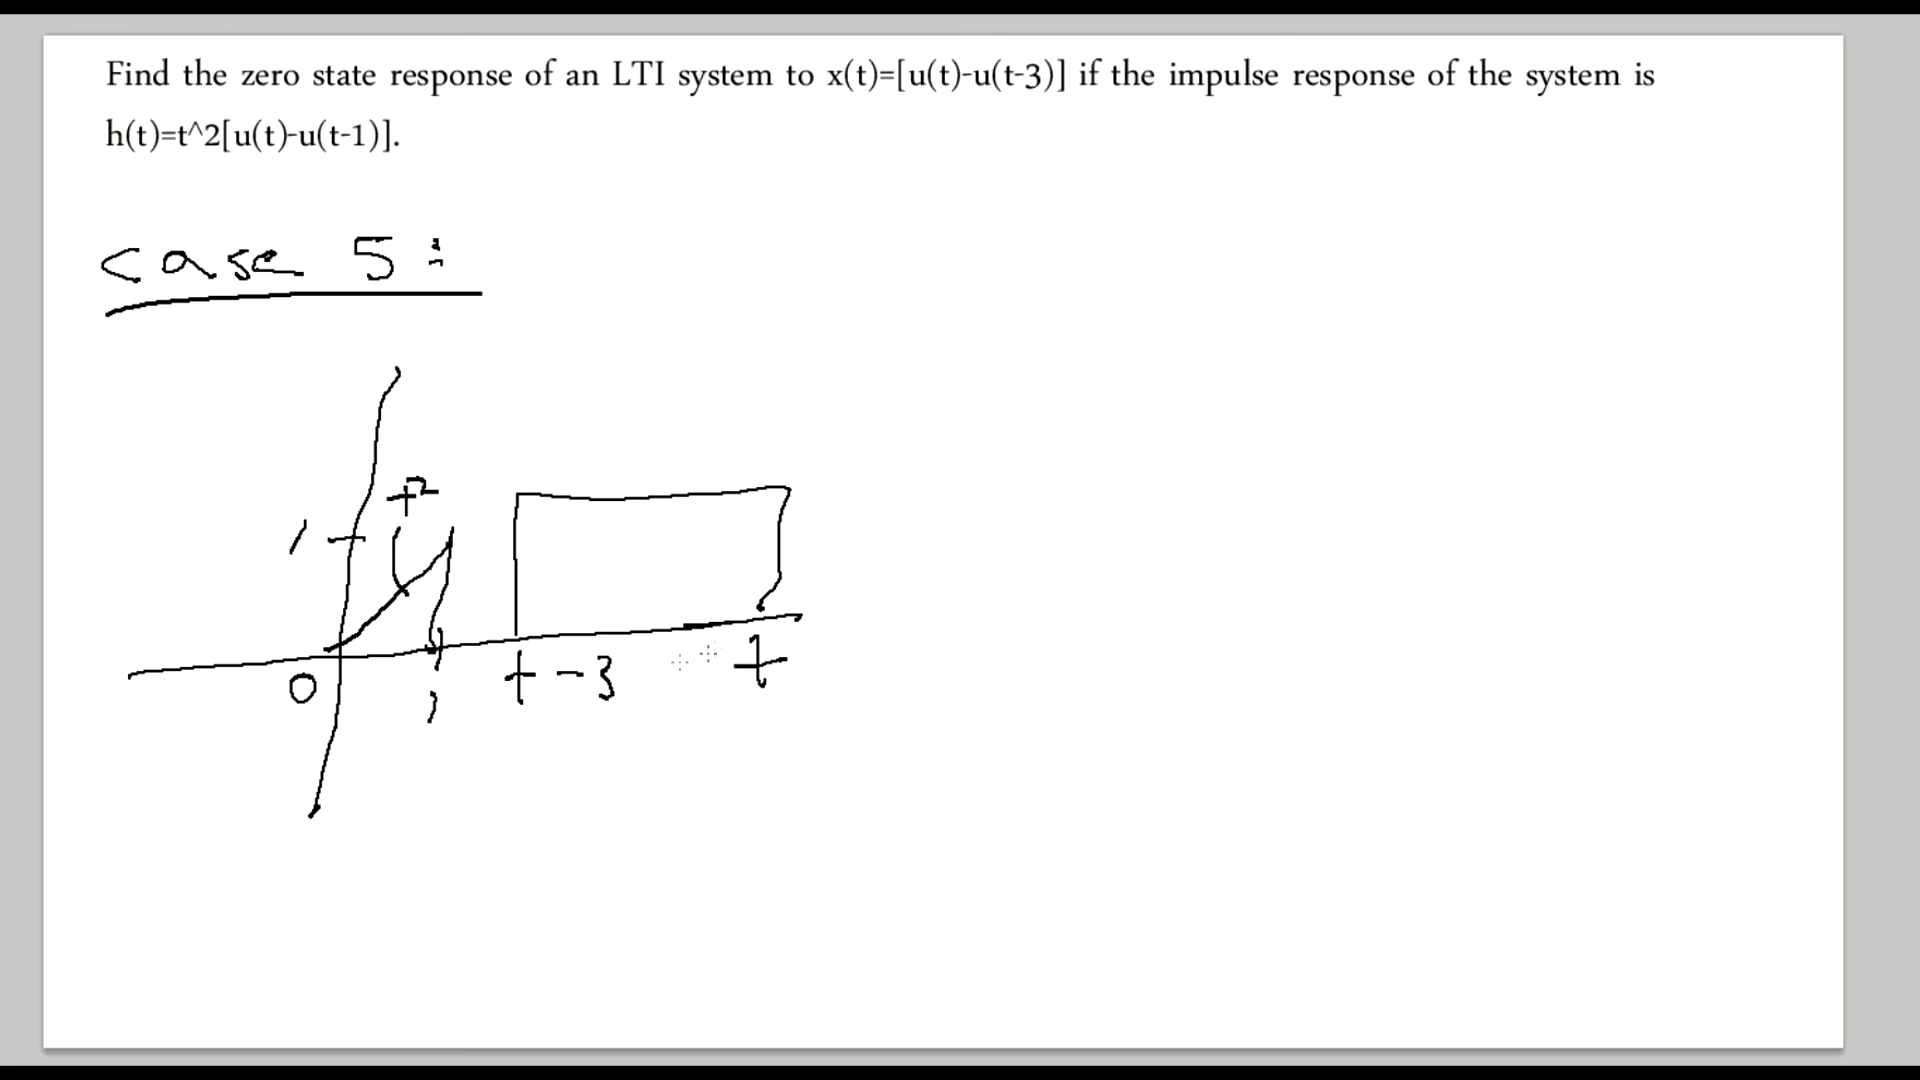 Find the zero state response of an LTI system to x(t)=[u(t)-u(t-3)] if the impulse response of the system is
h(t)=t^2[u(t)-u(t-1)].
case 5:
t²
1
0
1
t-3
t